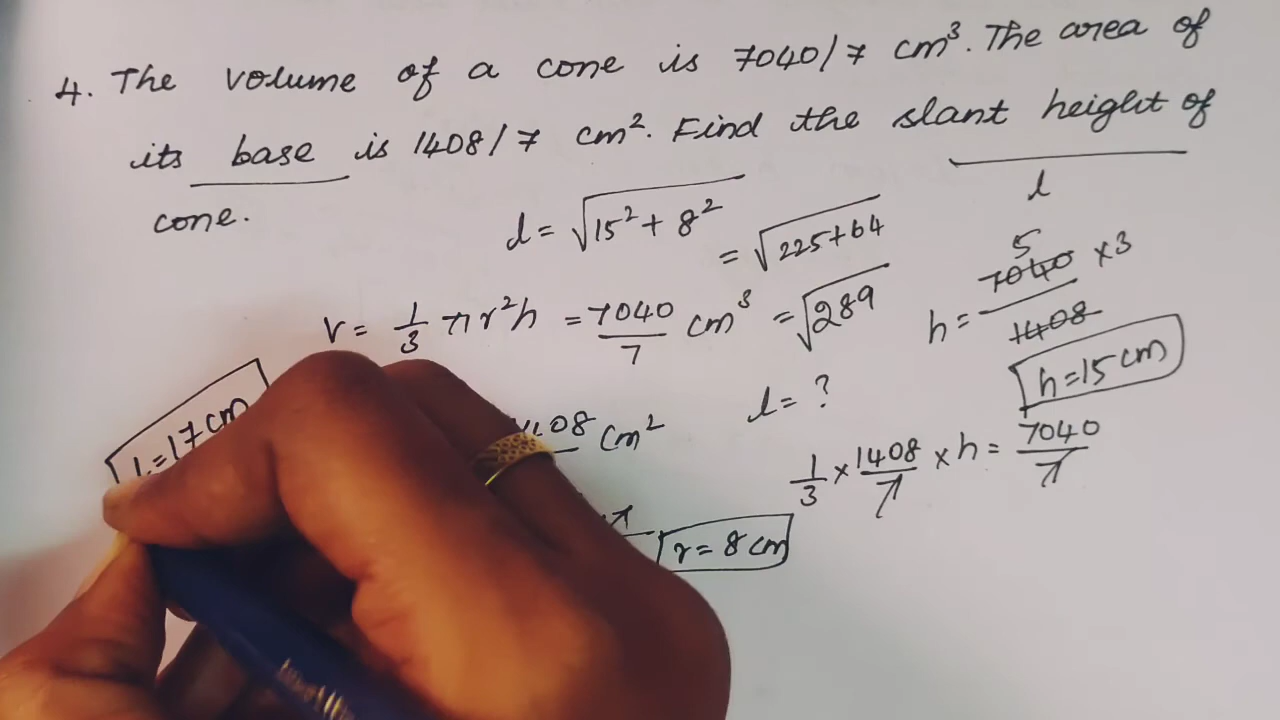 4. The volume of a cone is 7040/7 cm³. The area of
its base is 1408/7 cm². Find the slant height of
cone.
l
l = √15² + 8²
= √225+64
= √289
V = 1/3 πr²h = 7040/7 cm³
h = 7040 × 3 / 1408
5
h = 15 cm
l = ?
1408 cm²
1/3 × 1408/7 × h = 7040/7
r = 8 cm
l = 17 cm